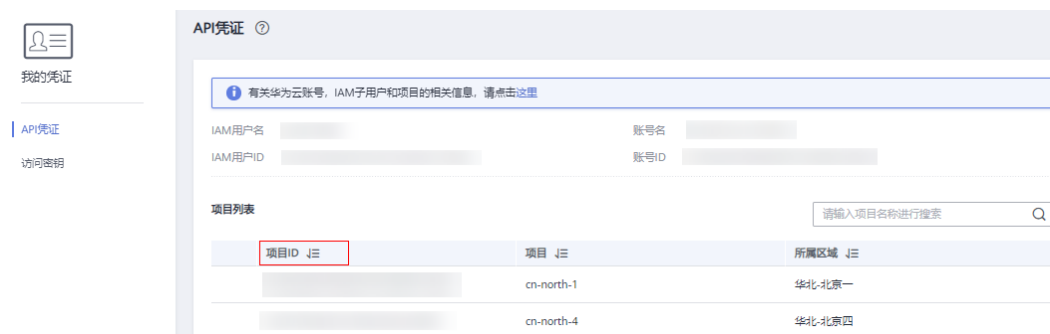 API凭证
我的凭证
有关华为云账号，IAM子用户和项目的相关信息，请点击这里
API凭证
IAM用户名 账号名
访问密钥
IAM用户ID 账号ID
项目列表
请输入项目名称进行搜索
项目ID 项目 所属区域
cn-north-1 华北-北京一
cn-north-4 华北-北京四